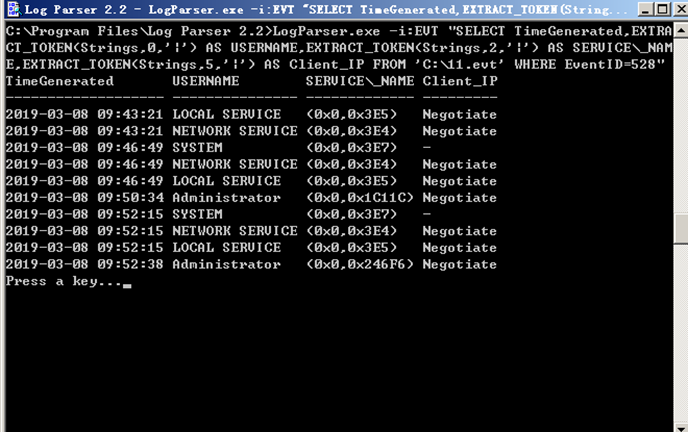 Log Parser 2.2 - LogParser.exe -i:EVT "SELECT TimeGenerated,EXTRACT_TOKEN(String...
C:\Program Files\Log Parser 2.2>LogParser.exe -i:EVT "SELECT TimeGenerated,EXTRA
CT_TOKEN(Strings,0,'|') AS USERNAME,EXTRACT_TOKEN(Strings,2,'|') AS SERVICE\_NAM
E,EXTRACT_TOKEN(Strings,5,'|') AS Client_IP FROM 'C:\11.evt' WHERE EventID=528"
TimeGenerated USERNAME SERVICE\_NAME Client_IP
------------------- --------------- ------------- ---------
2019-03-08 09:43:21 LOCAL SERVICE (0x0,0x3E5) Negotiate
2019-03-08 09:43:21 NETWORK SERVICE (0x0,0x3E4) Negotiate
2019-03-08 09:46:49 SYSTEM (0x0,0x3E7) -
2019-03-08 09:46:49 NETWORK SERVICE (0x0,0x3E4) Negotiate
2019-03-08 09:46:49 LOCAL SERVICE (0x0,0x3E5) Negotiate
2019-03-08 09:50:34 Administrator (0x0,0x1C11C) Negotiate
2019-03-08 09:52:15 SYSTEM (0x0,0x3E7) -
2019-03-08 09:52:15 NETWORK SERVICE (0x0,0x3E4) Negotiate
2019-03-08 09:52:15 LOCAL SERVICE (0x0,0x3E5) Negotiate
2019-03-08 09:52:38 Administrator (0x0,0x246F6) Negotiate
Press a key...